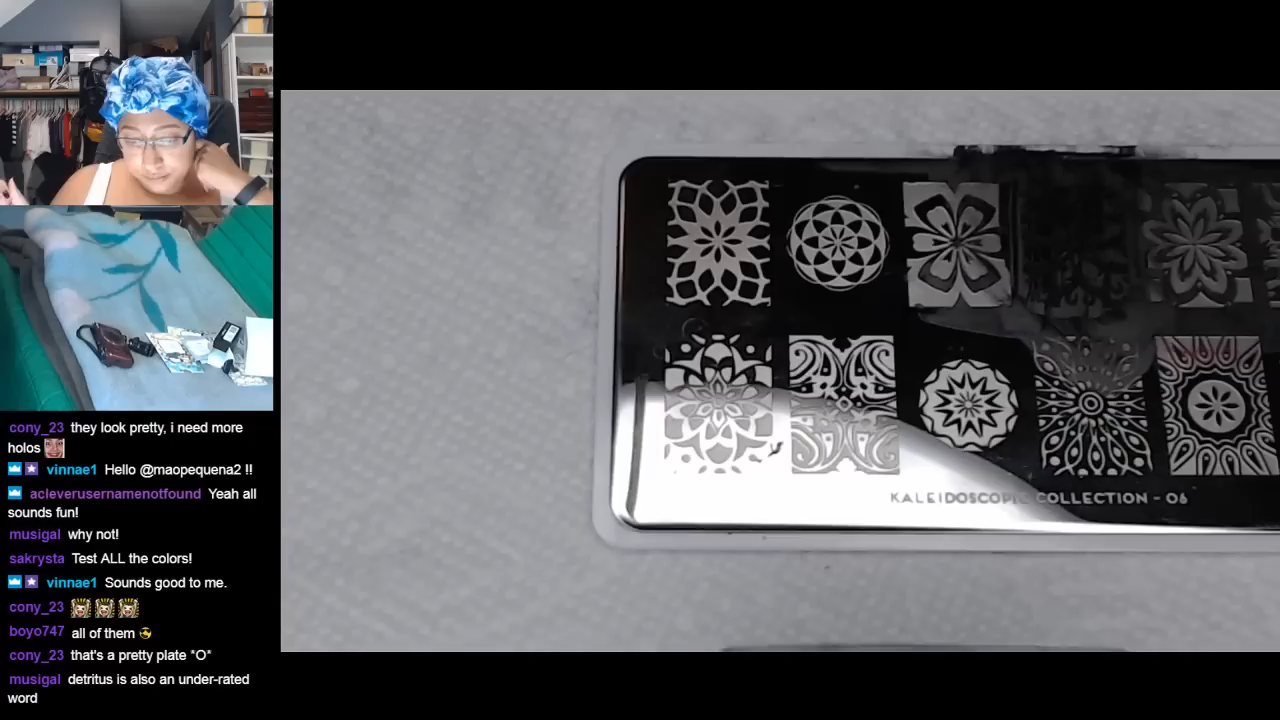 cony_23 they look pretty, i need more
holos
vinnae1 Hello @maopequena2 !!
acleverusernamenotfound Yeah all
sounds fun!
musigal why not!
sakrysta Test ALL the colors!
vinnae1 Sounds good to me.
cony_23
boyo747 all of them
cony_23 that's a pretty plate *O*
musigal detritus is also an under-rated
word
KALEIDOSCOPIC COLLECTION - 06